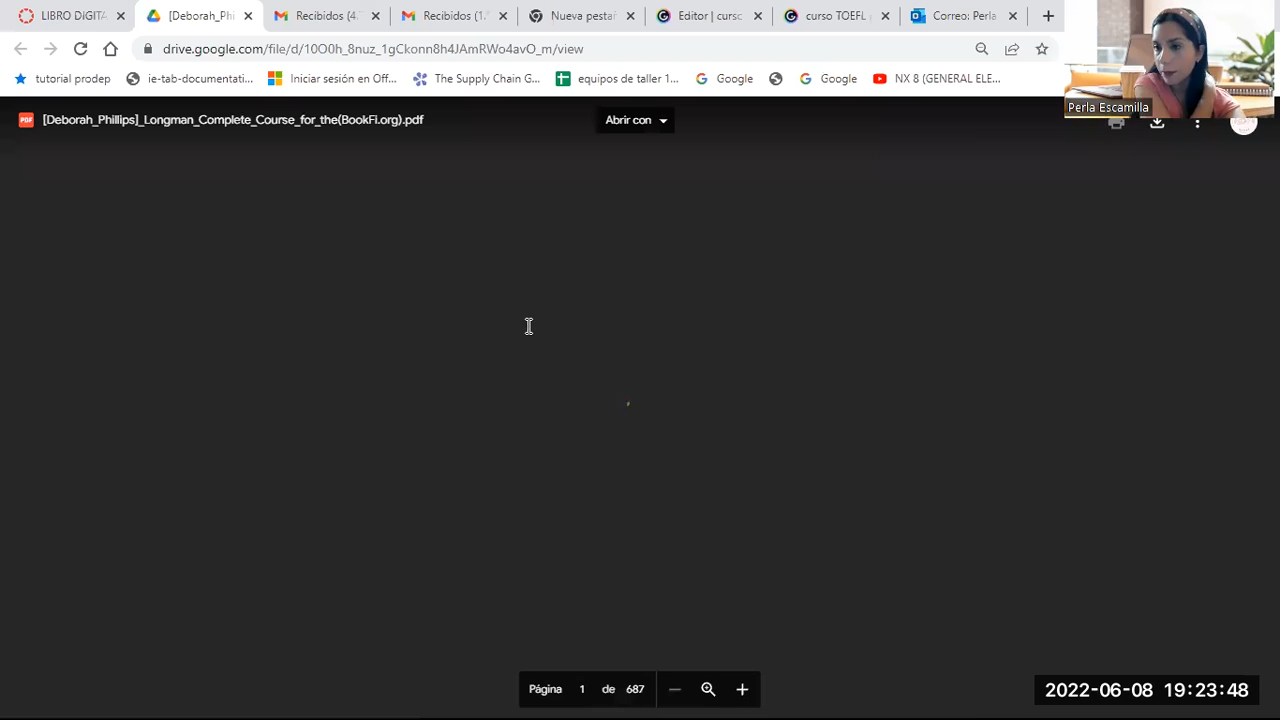 LIBRO DIGITA
[Deborah_Phi
Recibidos (4.
Recibidos (1.
Nueva pestañ
Editor | curso
curso TOEFL
Correo: Perla
drive.google.com/file/d/10O0h_8nuz_1gCkonn8h4JAmRWo4avO_m/view
tutorial prodep
ie-tab-documentati...
Iniciar sesión en Off...
The Supply Chain G...
equipos de taller 1...
Google
Google
NX 8 (GENERAL ELE...
Perla Escamilla
PDF
[Deborah_Phillips]_Longman_Complete_Course_for_the(BookFi.org).pdf
Abrir con
Página 1 de 687
2022-06-08 19:23:48